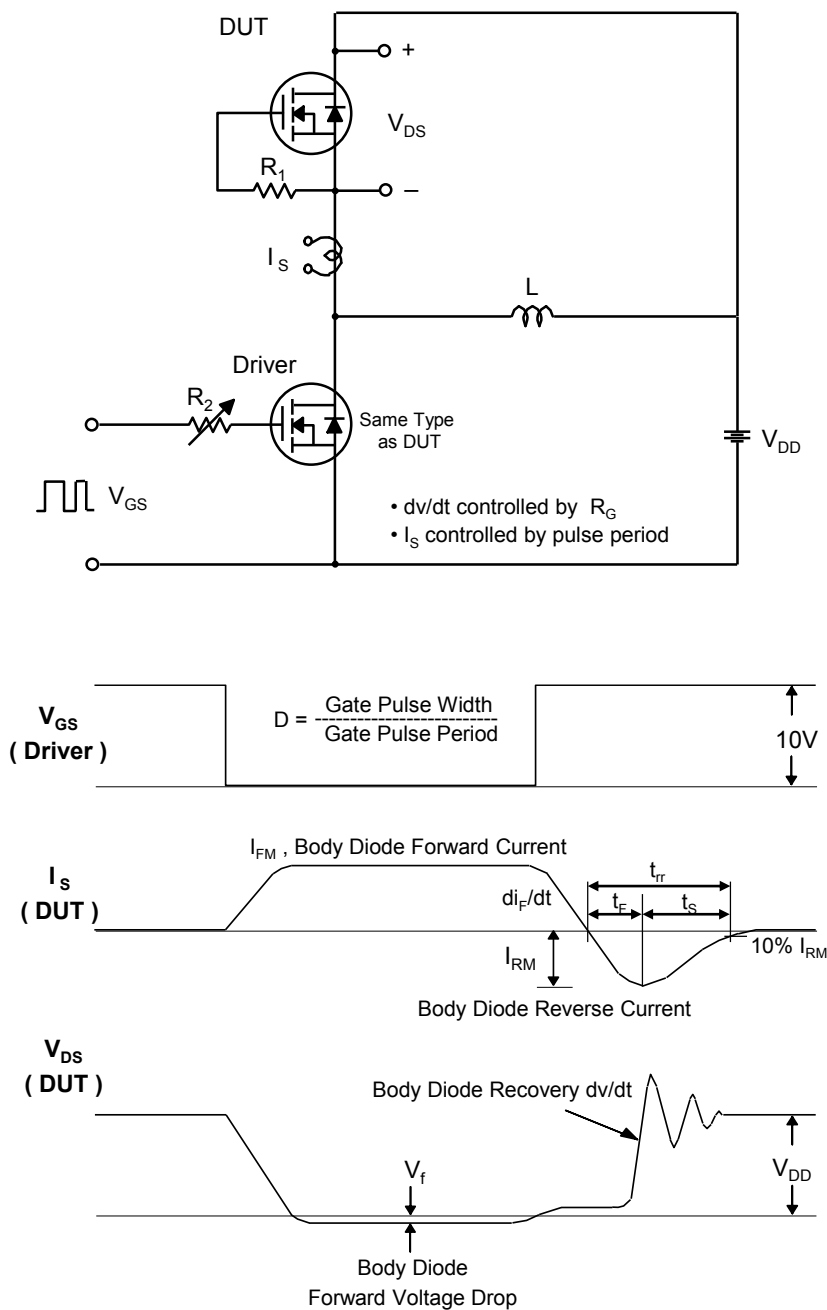 DUT
+
V_DS
R_1
–
I_S
L
Driver
R_2
Same Type
as DUT
V_DD
V_GS
• dv/dt controlled by R_G
• I_S controlled by pulse period
V_GS
( Driver )
D = Gate Pulse Width
Gate Pulse Period
10V
I_FM , Body Diode Forward Current
I_S
( DUT )
di_F/dt
t_rr
t_F
t_S
I_RM
10% I_RM
Body Diode Reverse Current
V_DS
( DUT )
Body Diode Recovery dv/dt
V_f
V_DD
Body Diode
Forward Voltage Drop